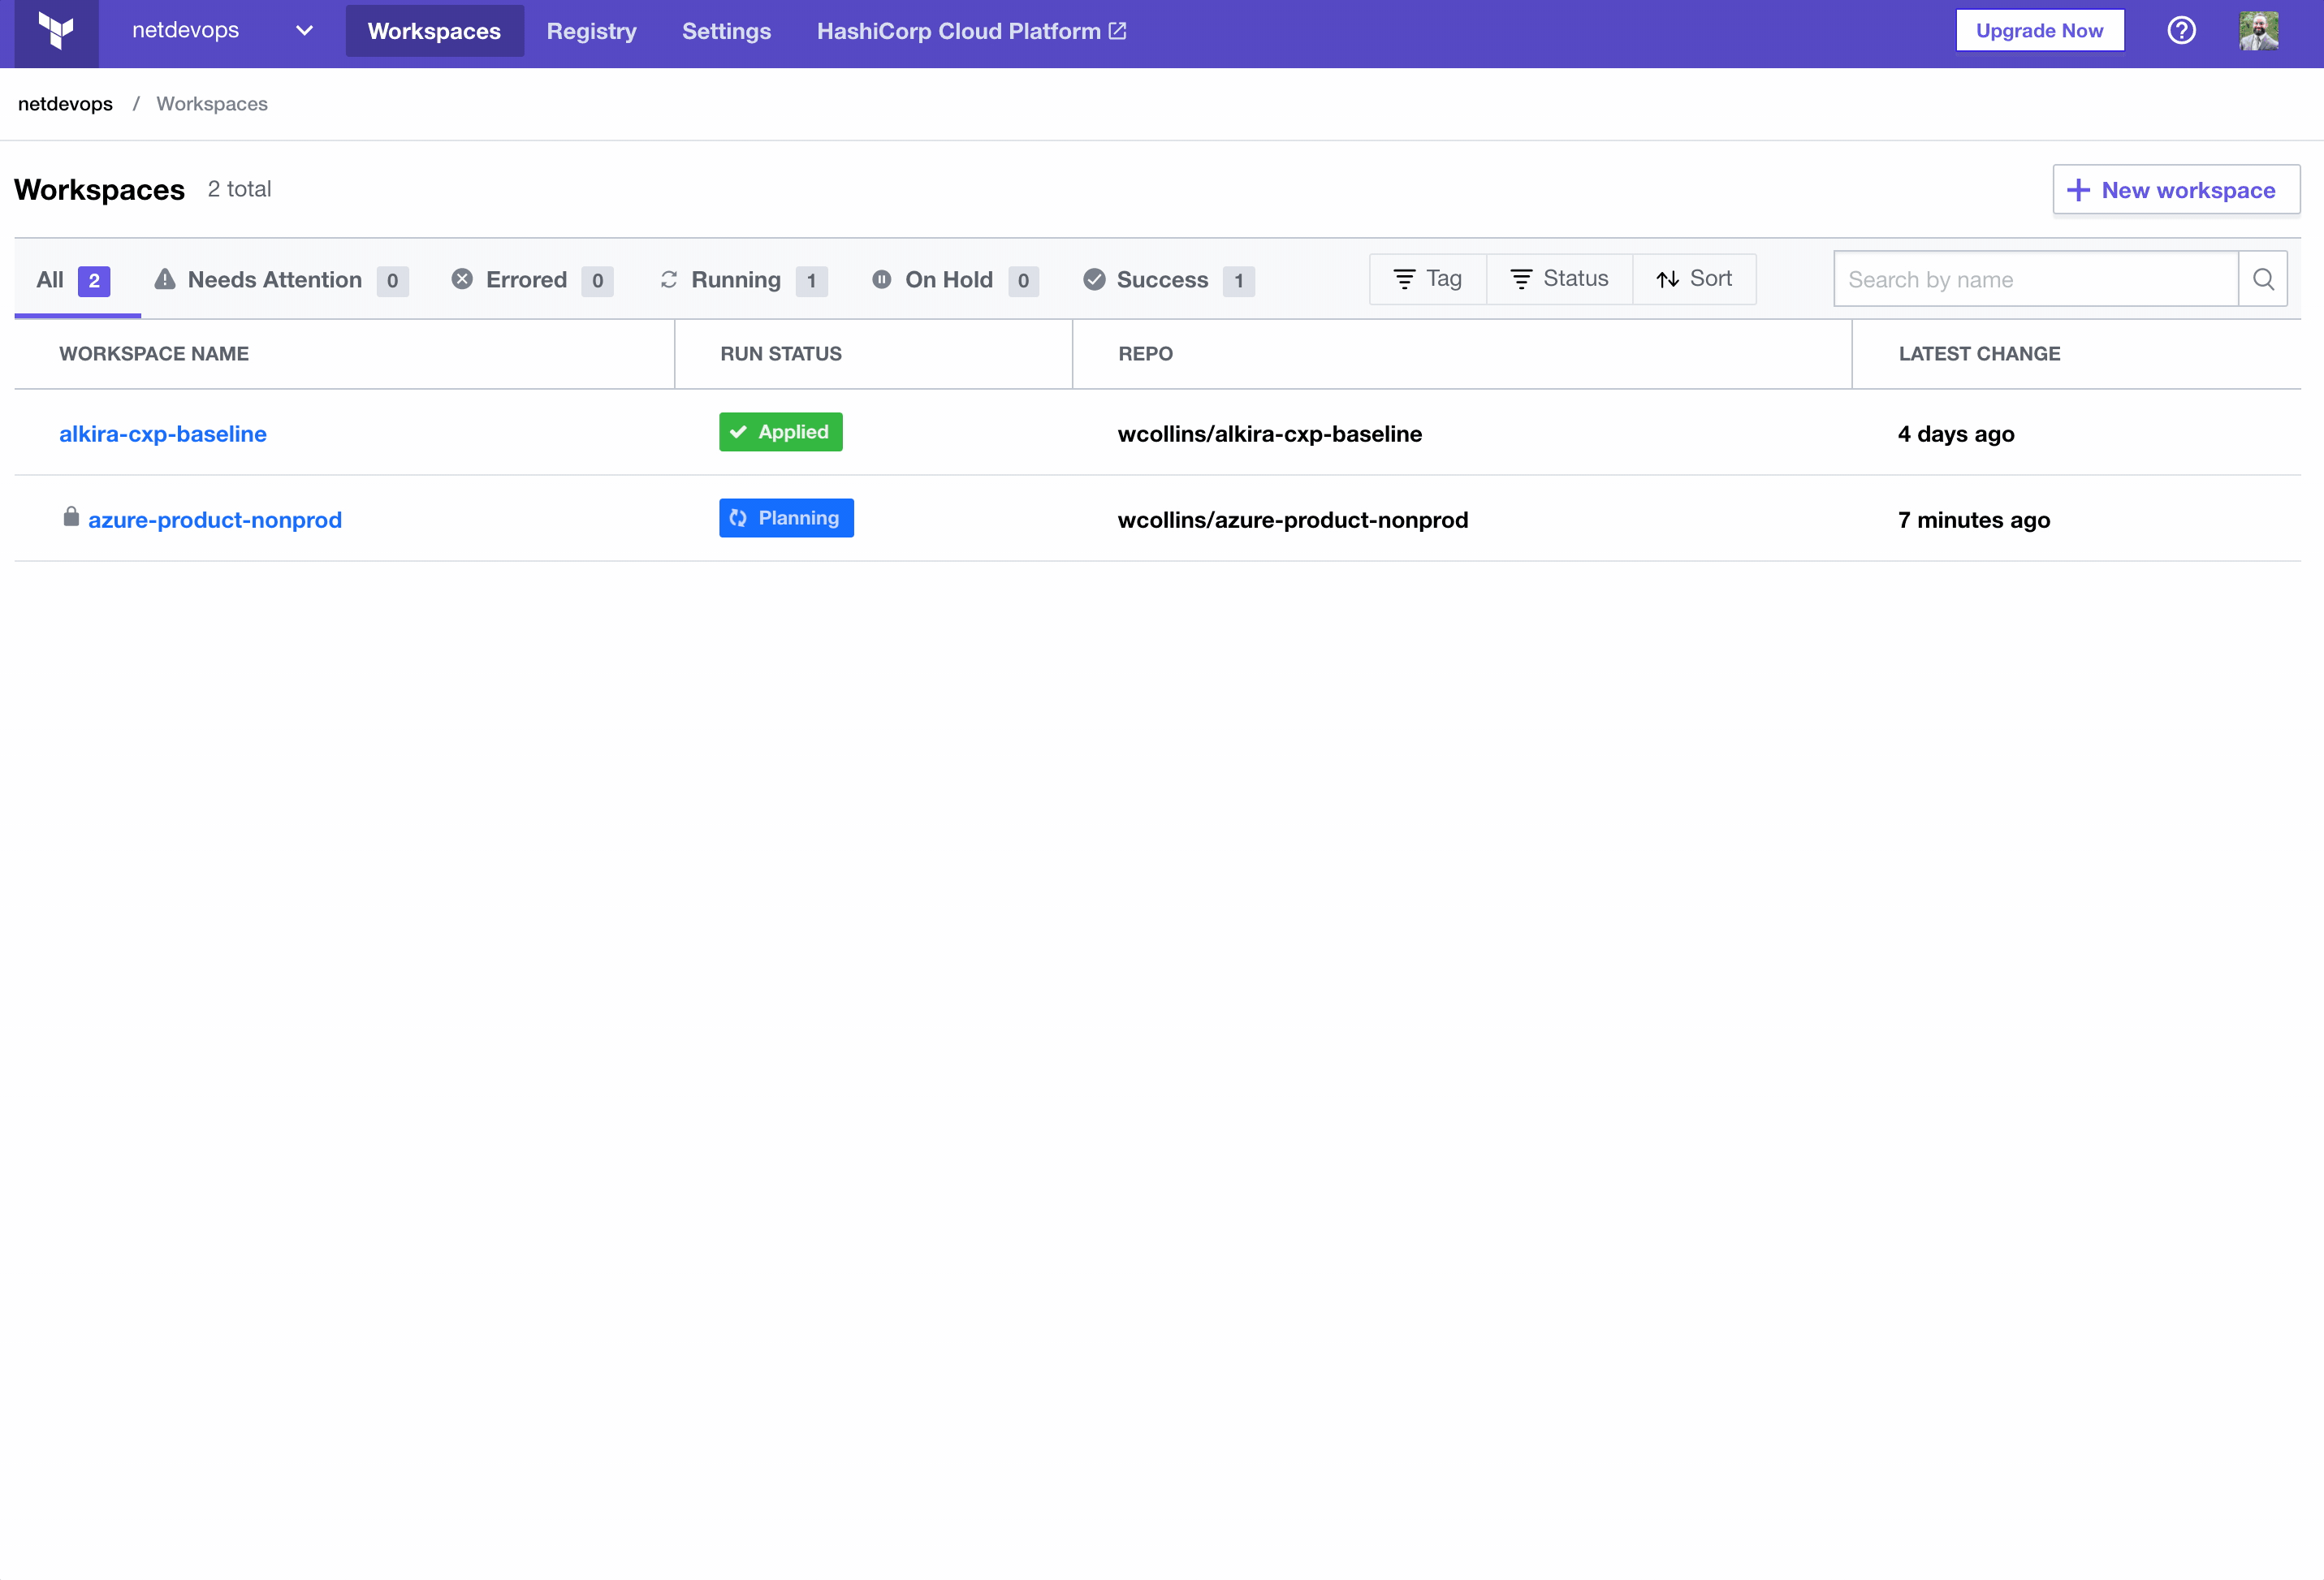 netdevops Workspaces Registry Settings HashiCorp Cloud Platform Upgrade Now
netdevops / Workspaces
Workspaces 2 total + New workspace
All 2 Needs Attention 0 Errored 0 Running 1 On Hold 0 Success 1 Tag Status Sort Search by name
WORKSPACE NAME RUN STATUS REPO LATEST CHANGE
alkira-cxp-baseline Applied wcollins/alkira-cxp-baseline 4 days ago
azure-product-nonprod Planning wcollins/azure-product-nonprod 7 minutes ago